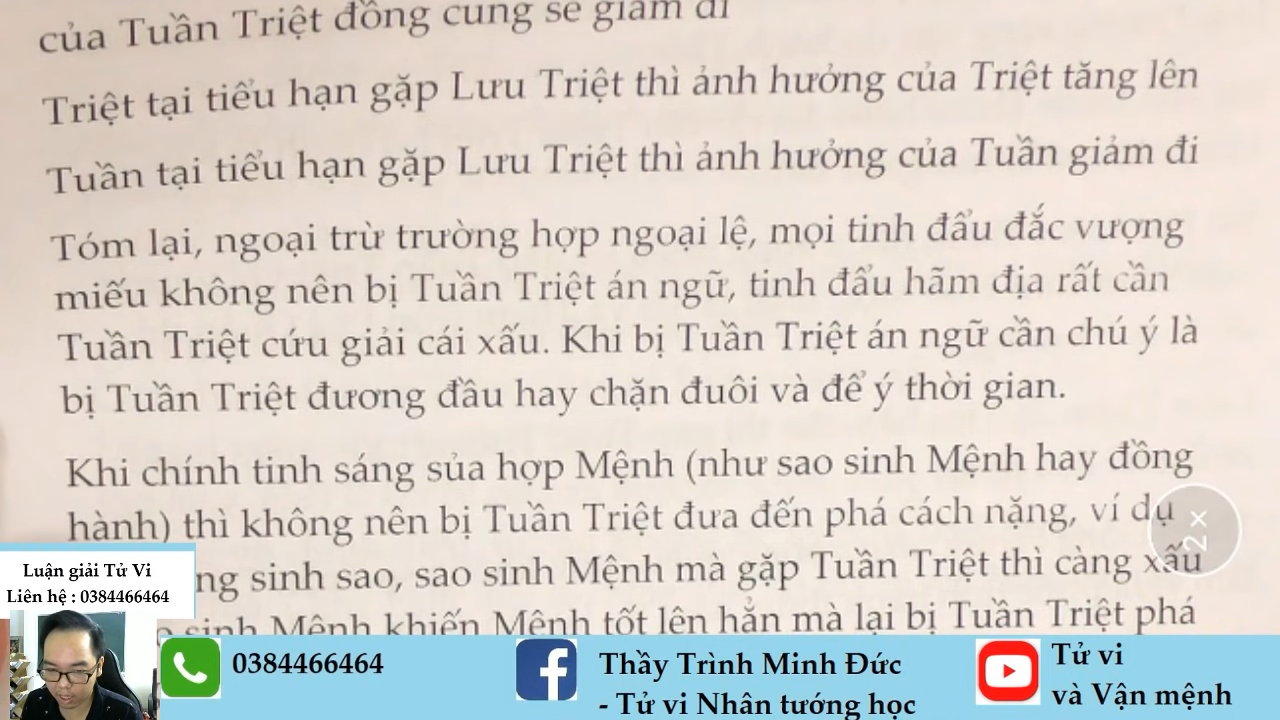 của Tuần Triệt đồng cung sẽ giảm đi
Triệt tại tiểu hạn gặp Lưu Triệt thì ảnh hưởng của Triệt tăng lên
Tuần tại tiểu hạn gặp Lưu Triệt thì ảnh hưởng của Tuần giảm đi
Tóm lại, ngoại trừ trường hợp ngoại lệ, mọi tinh đẩu đắc vượng
miếu không nên bị Tuần Triệt án ngữ, tinh đẩu hãm địa rất cần
Tuần Triệt cứu giải cái xấu. Khi bị Tuần Triệt án ngữ cần chú ý là
bị Tuần Triệt đương đầu hay chặn đuôi và để ý thời gian.
Khi chính tinh sáng sủa hợp Mệnh (như sao sinh Mệnh hay đồng
hành) thì không nên bị Tuần Triệt đưa đến phá cách nặng, ví dụ
sinh sao, sao sinh Mệnh mà gặp Tuần Triệt thì càng xấu
sinh Mệnh khiến Mệnh tốt lên hẳn mà lại bị Tuần Triệt phá
2 ×
Luận giải Tử Vi
Liên hệ : 0384466464
0384466464
Thầy Trình Minh Đức
- Tử vi Nhân tướng học
Tử vi
và Vận mệnh